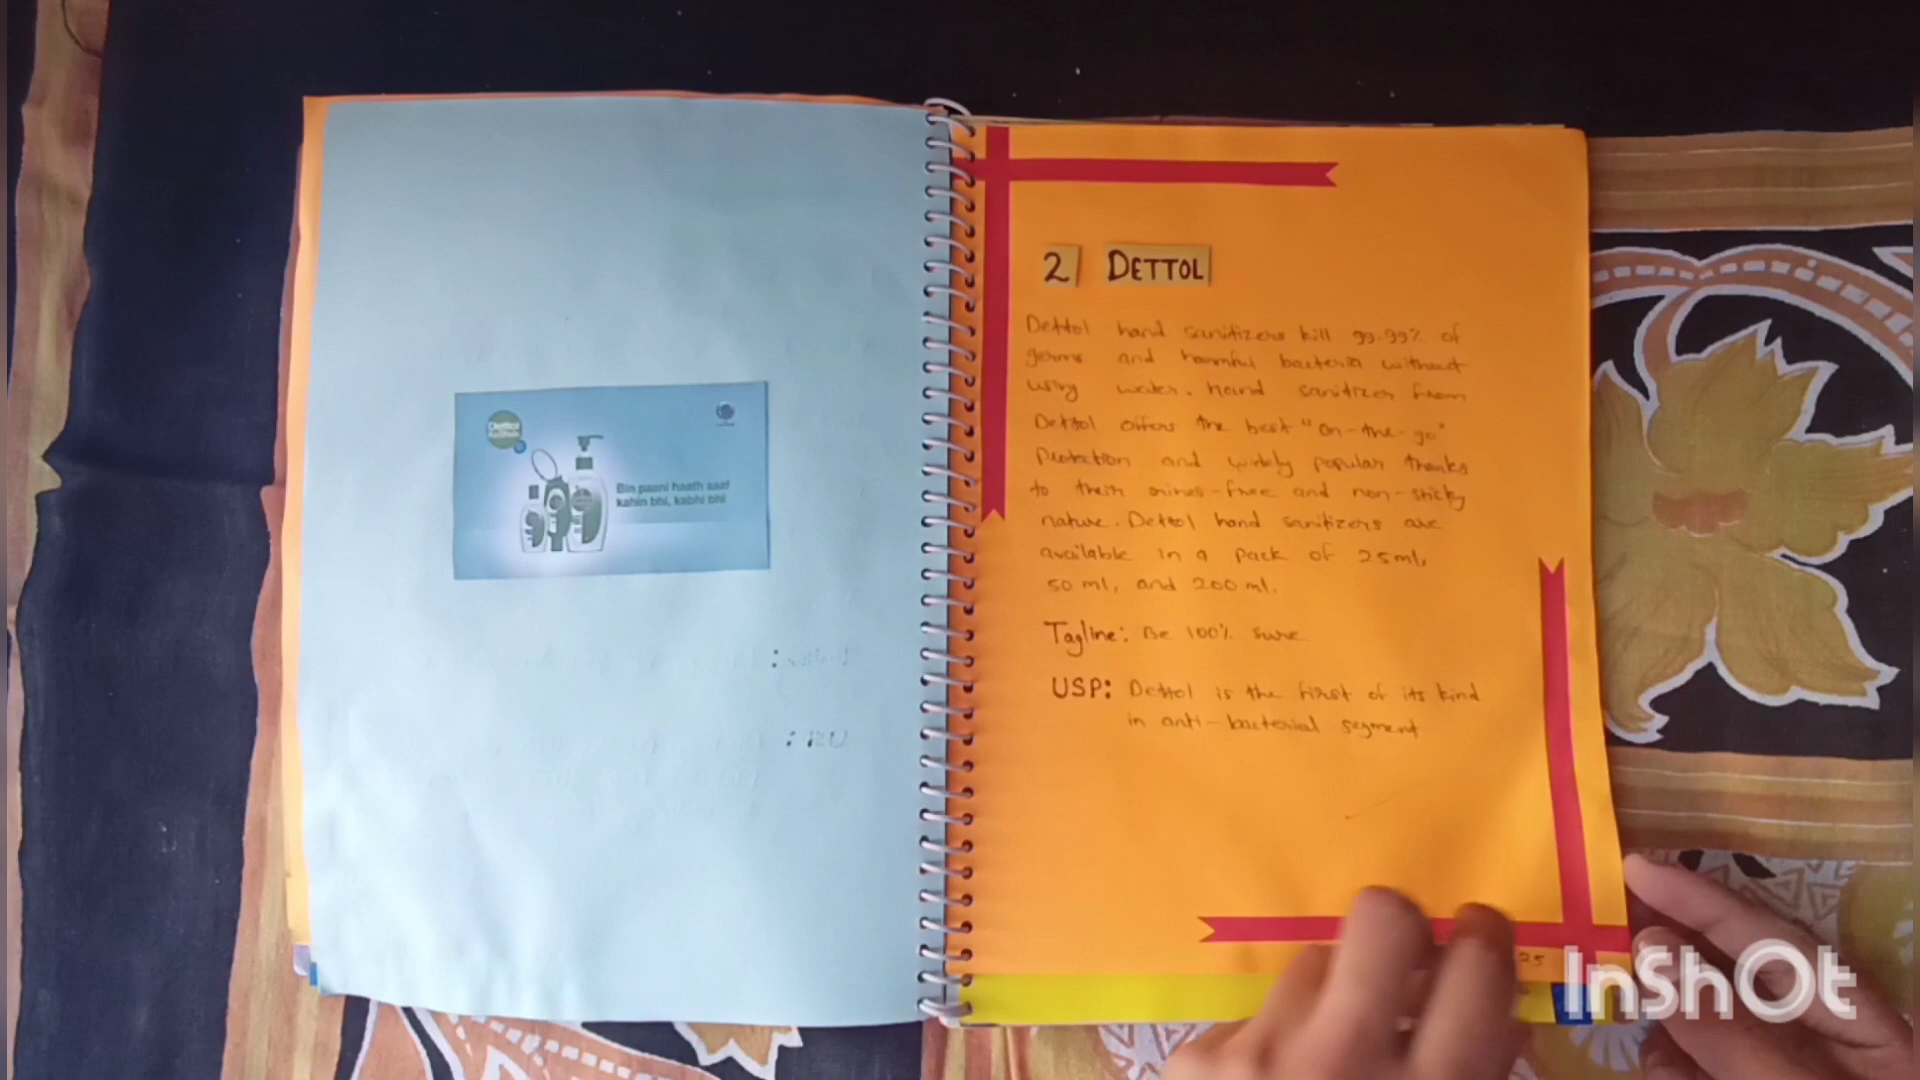 Dettol
Bin paani haath saaf
kahin bhi, kabhi bhi
2 DETTOL
Dettol hand sanitizers kill 99.99% of
germs and harmful bacteria without
using water. Hand sanitizer from
Dettol offers the best "on-the-go"
protection and widely popular thanks
to their rinse-free and non-sticky
nature. Dettol hand sanitizers are
available in a pack of 25ml,
50 ml, and 200 ml.
Tagline: Be 100% sure
USP: Dettol is the first of its kind
in anti-bacterial segment
25
InShOt